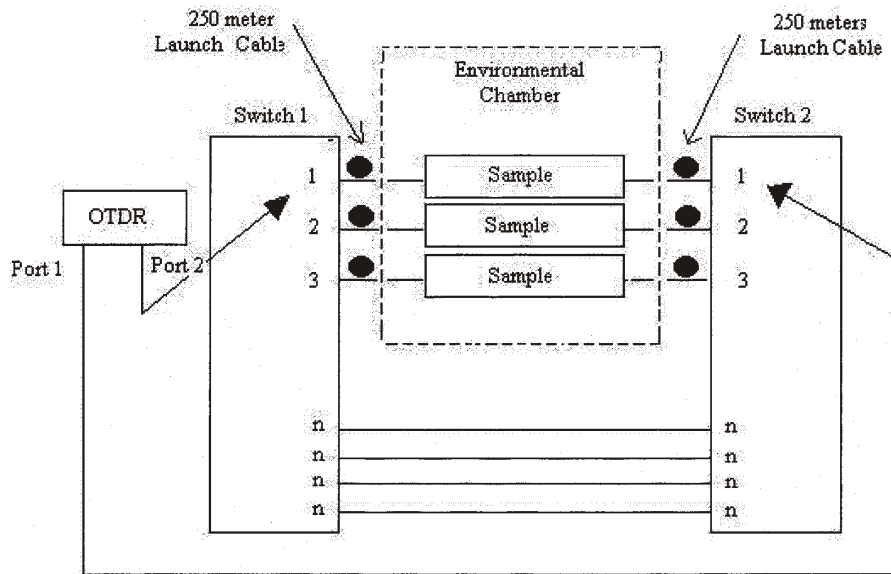 250 meter
Launch Cable
250 meters
Launch Cable
Environmental
Chamber
Switch 1
Switch 2
1
Sample
1
OTDR
2
Sample
2
Port 1
Port 2
3
Sample
3
n
n
n
n
n
n
n
n